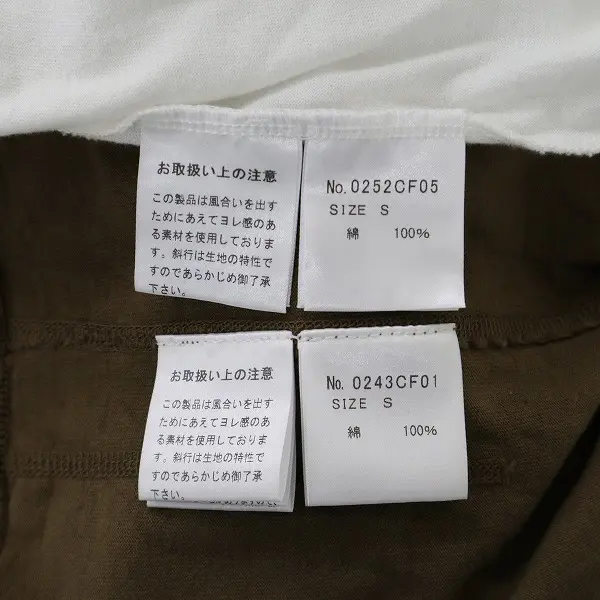 お取扱い上の注意
この製品は風合いを出す
ためにあえてヨレ感のあ
る素材を使用しておりま
す。斜行は生地の特性で
すのであらかじめ御了承
下さい。
No. 0252CF05
SIZE S
綿 100%
お取扱い上の注意
この製品は風合いを出す
ためにあえてヨレ感のあ
る素材を使用しておりま
す。斜行は生地の特性で
すのであらかじめ御了承
下さい。
No. 0243CF01
SIZE S
綿 100%